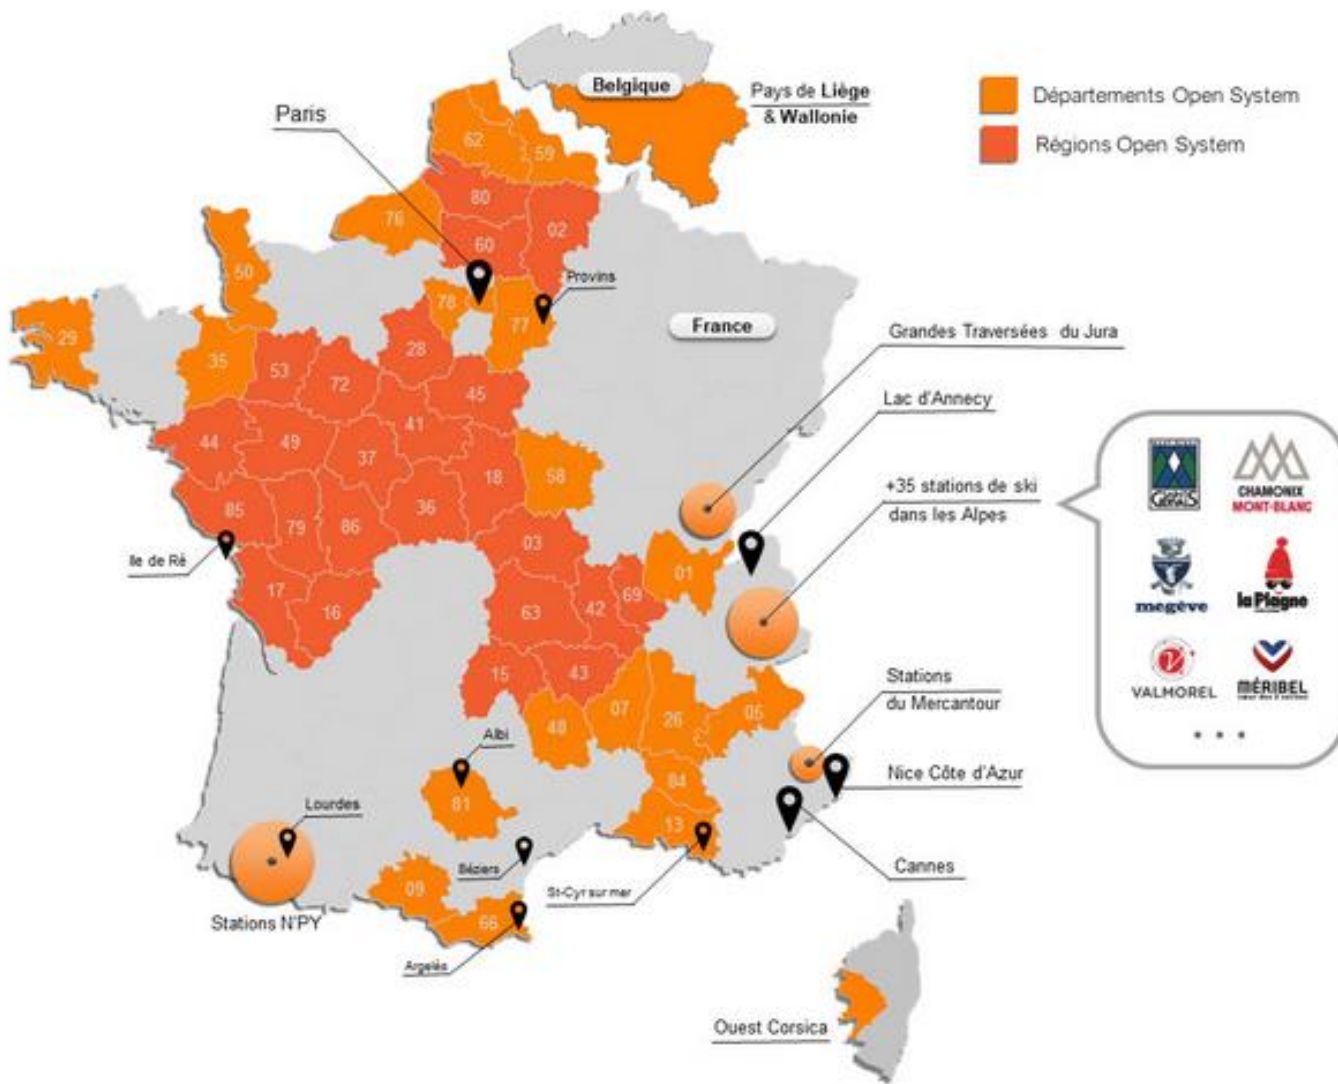 Belgique
Pays de Liège
& Wallonie
Départements Open System
Régions Open System
Paris
62
59
80
02
76
60
50
Provins
78
77
29
35
France
Grandes Traversées du Jura
28
53
72
45
Lac d'Annecy
41
44
49
37
18
58
+35 stations de ski
dans les Alpes
CHAMONIX
MONT-BLANC
85
79
86
36
03
Ile de Ré
17
16
63
42
69
01
megève
la Plagne
15
43
Stations
du Mercantour
VALMOREL
MÉRIBEL
48
07
26
05
Albi
81
84
13
Nice Côte d'Azur
Lourdes
Béziers
St-Cyr sur mer
Cannes
09
66
Stations N'PY
Argelès
Ouest Corsica